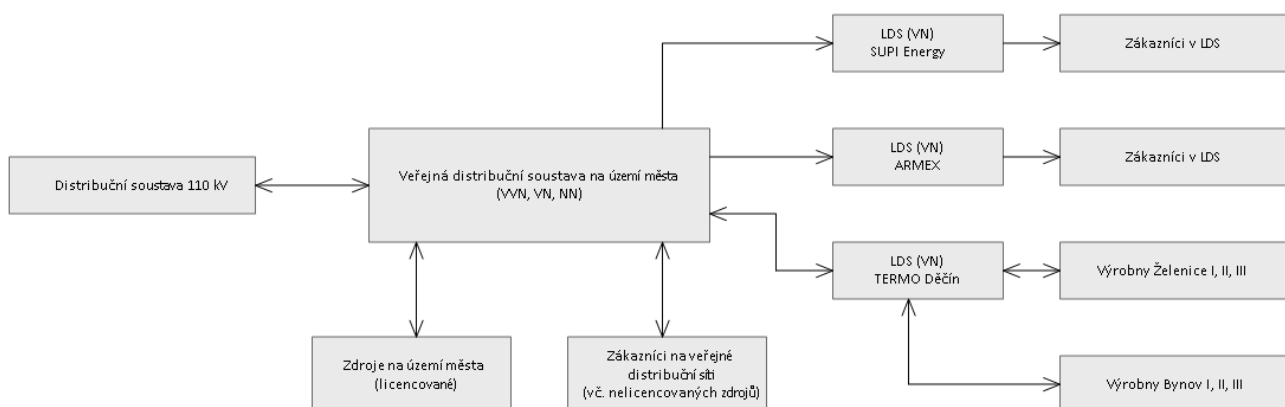 LDS (VN)
SUPI Energy
Zákazníci v LDS
Distribuční soustava 110 kV
Veřejná distribuční soustava na území města
(VVN, VN, NN)
LDS (VN)
ARMEX
Zákazníci v LDS
LDS (VN)
TERMO Děčín
Výrobny Želenice I, II, III
Zdroje na území města
(licencované)
Zákazníci na veřejné
distribuční síti
(vč. nelicencovaných zdrojů)
Výrobny Bynov I, II, III